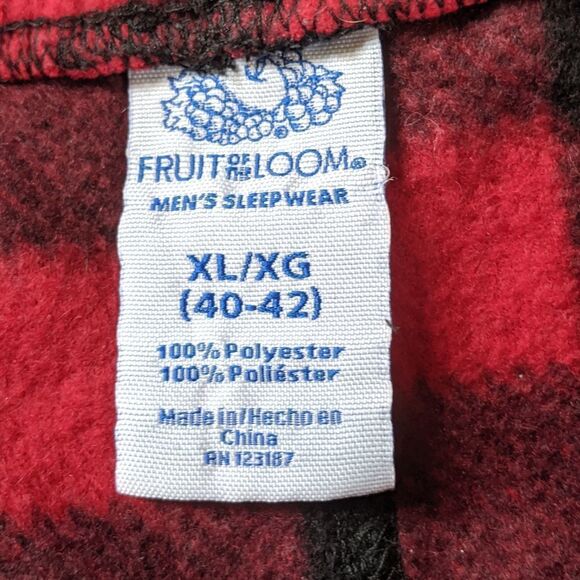 FRUIT OF THE LOOM®
MEN'S SLEEPWEAR
XL/XG
(40-42)
100% Polyester
100% Poliéster
Made in/Hecho en
China
RN 123187